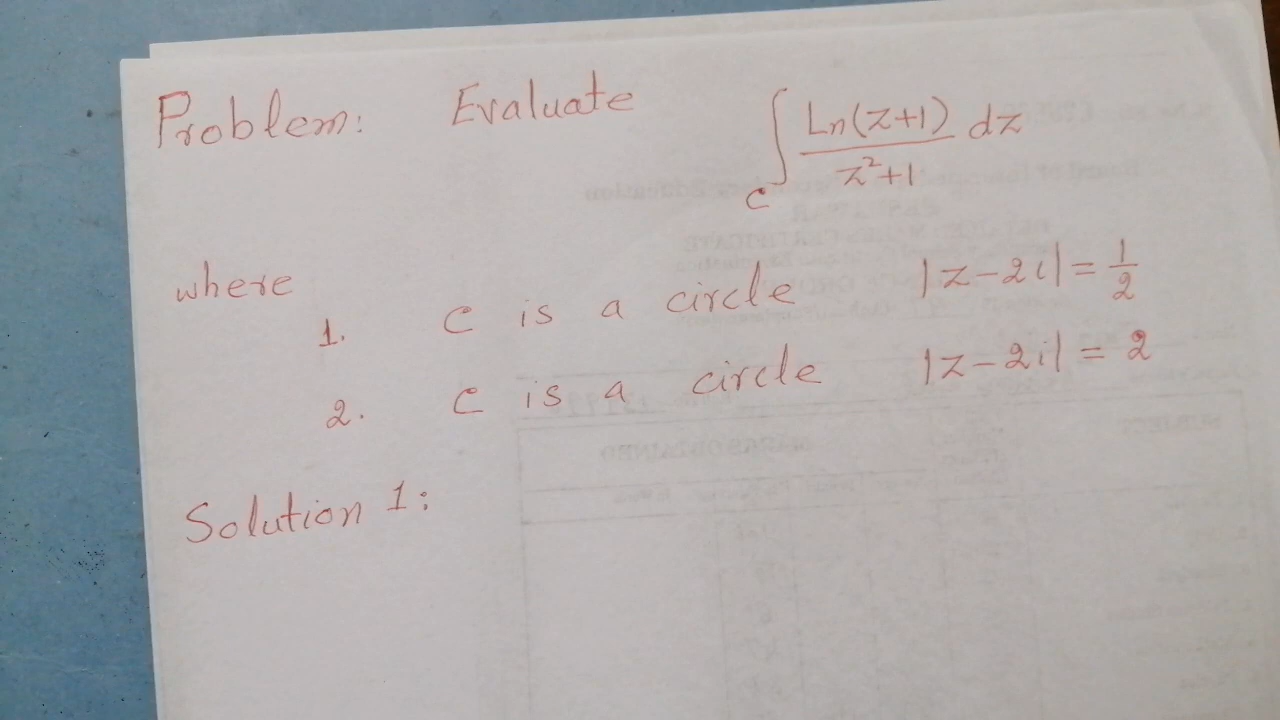 Problem: Evaluate ∫_C Ln(z+1)/(z²+1) dz
where
1. C is a circle |z-2i| = 1/2
2. C is a circle |z-2i| = 2
Solution 1: